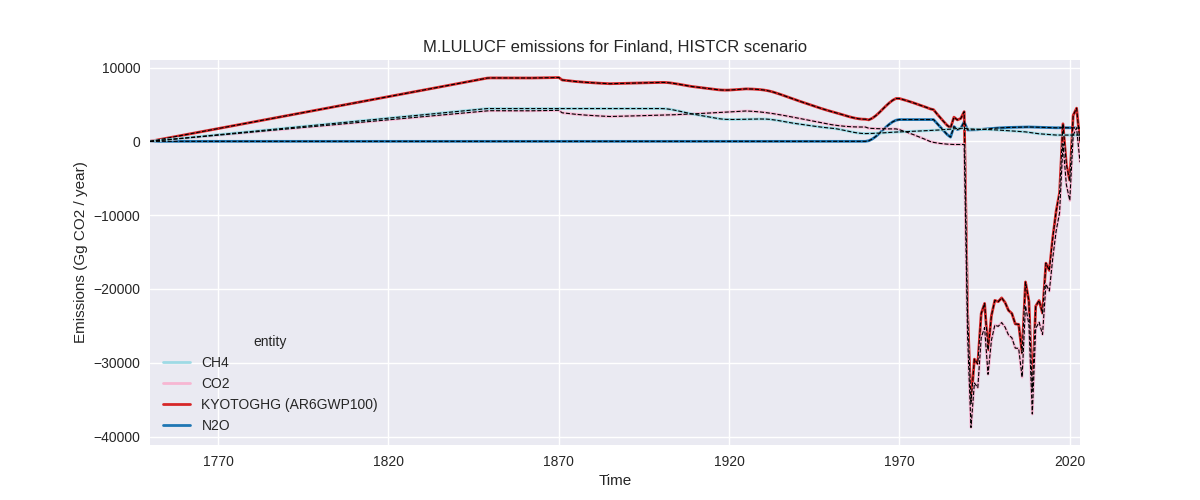 M.LULUCF emissions for Finland, HISTCR scenario
Emissions (Gg CO2 / year)
10000
0
−10000
−20000
−30000
−40000
entity
CH4
CO2
KYOTOGHG (AR6GWP100)
N2O
1770
1820
1870
1920
1970
2020
Time